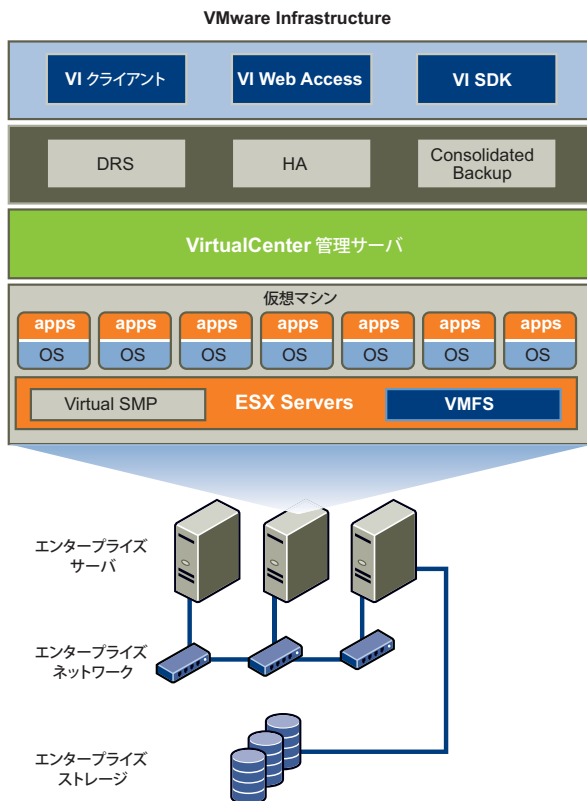 VMware Infrastructure
VI クライアント
VI Web Access
VI SDK
DRS
HA
Consolidated
Backup
VirtualCenter 管理サーバ
仮想マシン
apps
apps
apps
apps
apps
apps
apps
OS
OS
OS
OS
OS
OS
OS
Virtual SMP
ESX Servers
VMFS
エンタープライズ
サーバ
エンタープライズ
ネットワーク
エンタープライズ
ストレージ